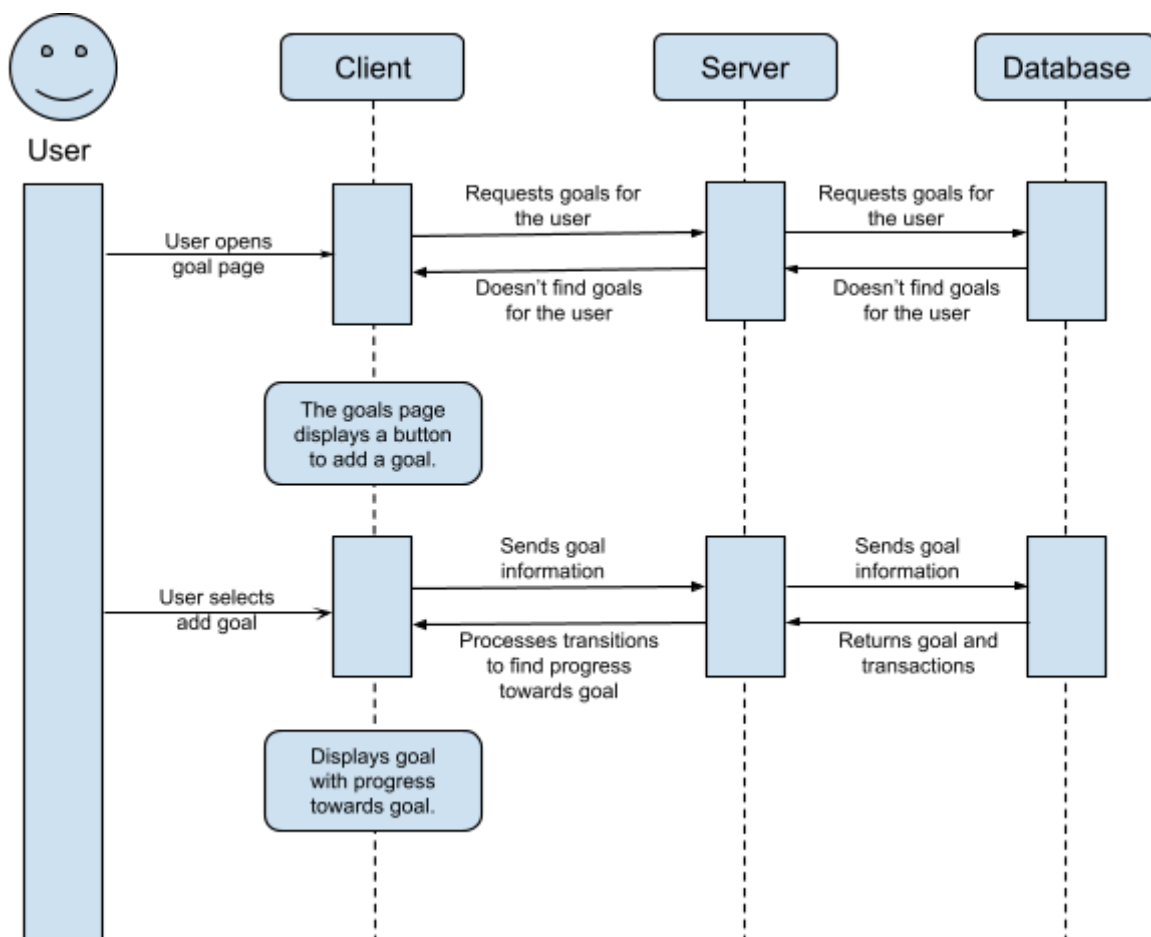 Client
Server
Database
User
Requests goals for
the user
Requests goals for
the user
User opens
goal page
Doesn’t find goals
for the user
Doesn’t find goals
for the user
The goals page
displays a button
to add a goal.
Sends goal
information
Sends goal
information
User selects
add goal
Processes transitions
to find progress
towards goal
Returns goal and
transactions
Displays goal
with progress
towards goal.